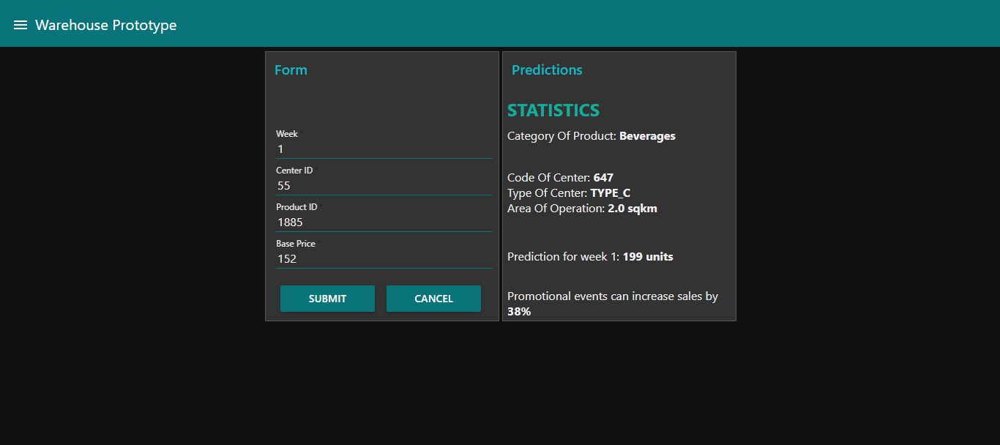 Warehouse Prototype
Form
Week *
1
Center ID *
55
Product ID *
1885
Base Price *
152
SUBMIT
CANCEL
Predictions
STATISTICS
Category Of Product: Beverages
Code Of Center: 647
Type Of Center: TYPE_C
Area Of Operation: 2.0 sqkm
Prediction for week 1: 199 units
Promotional events can increase sales by
38%